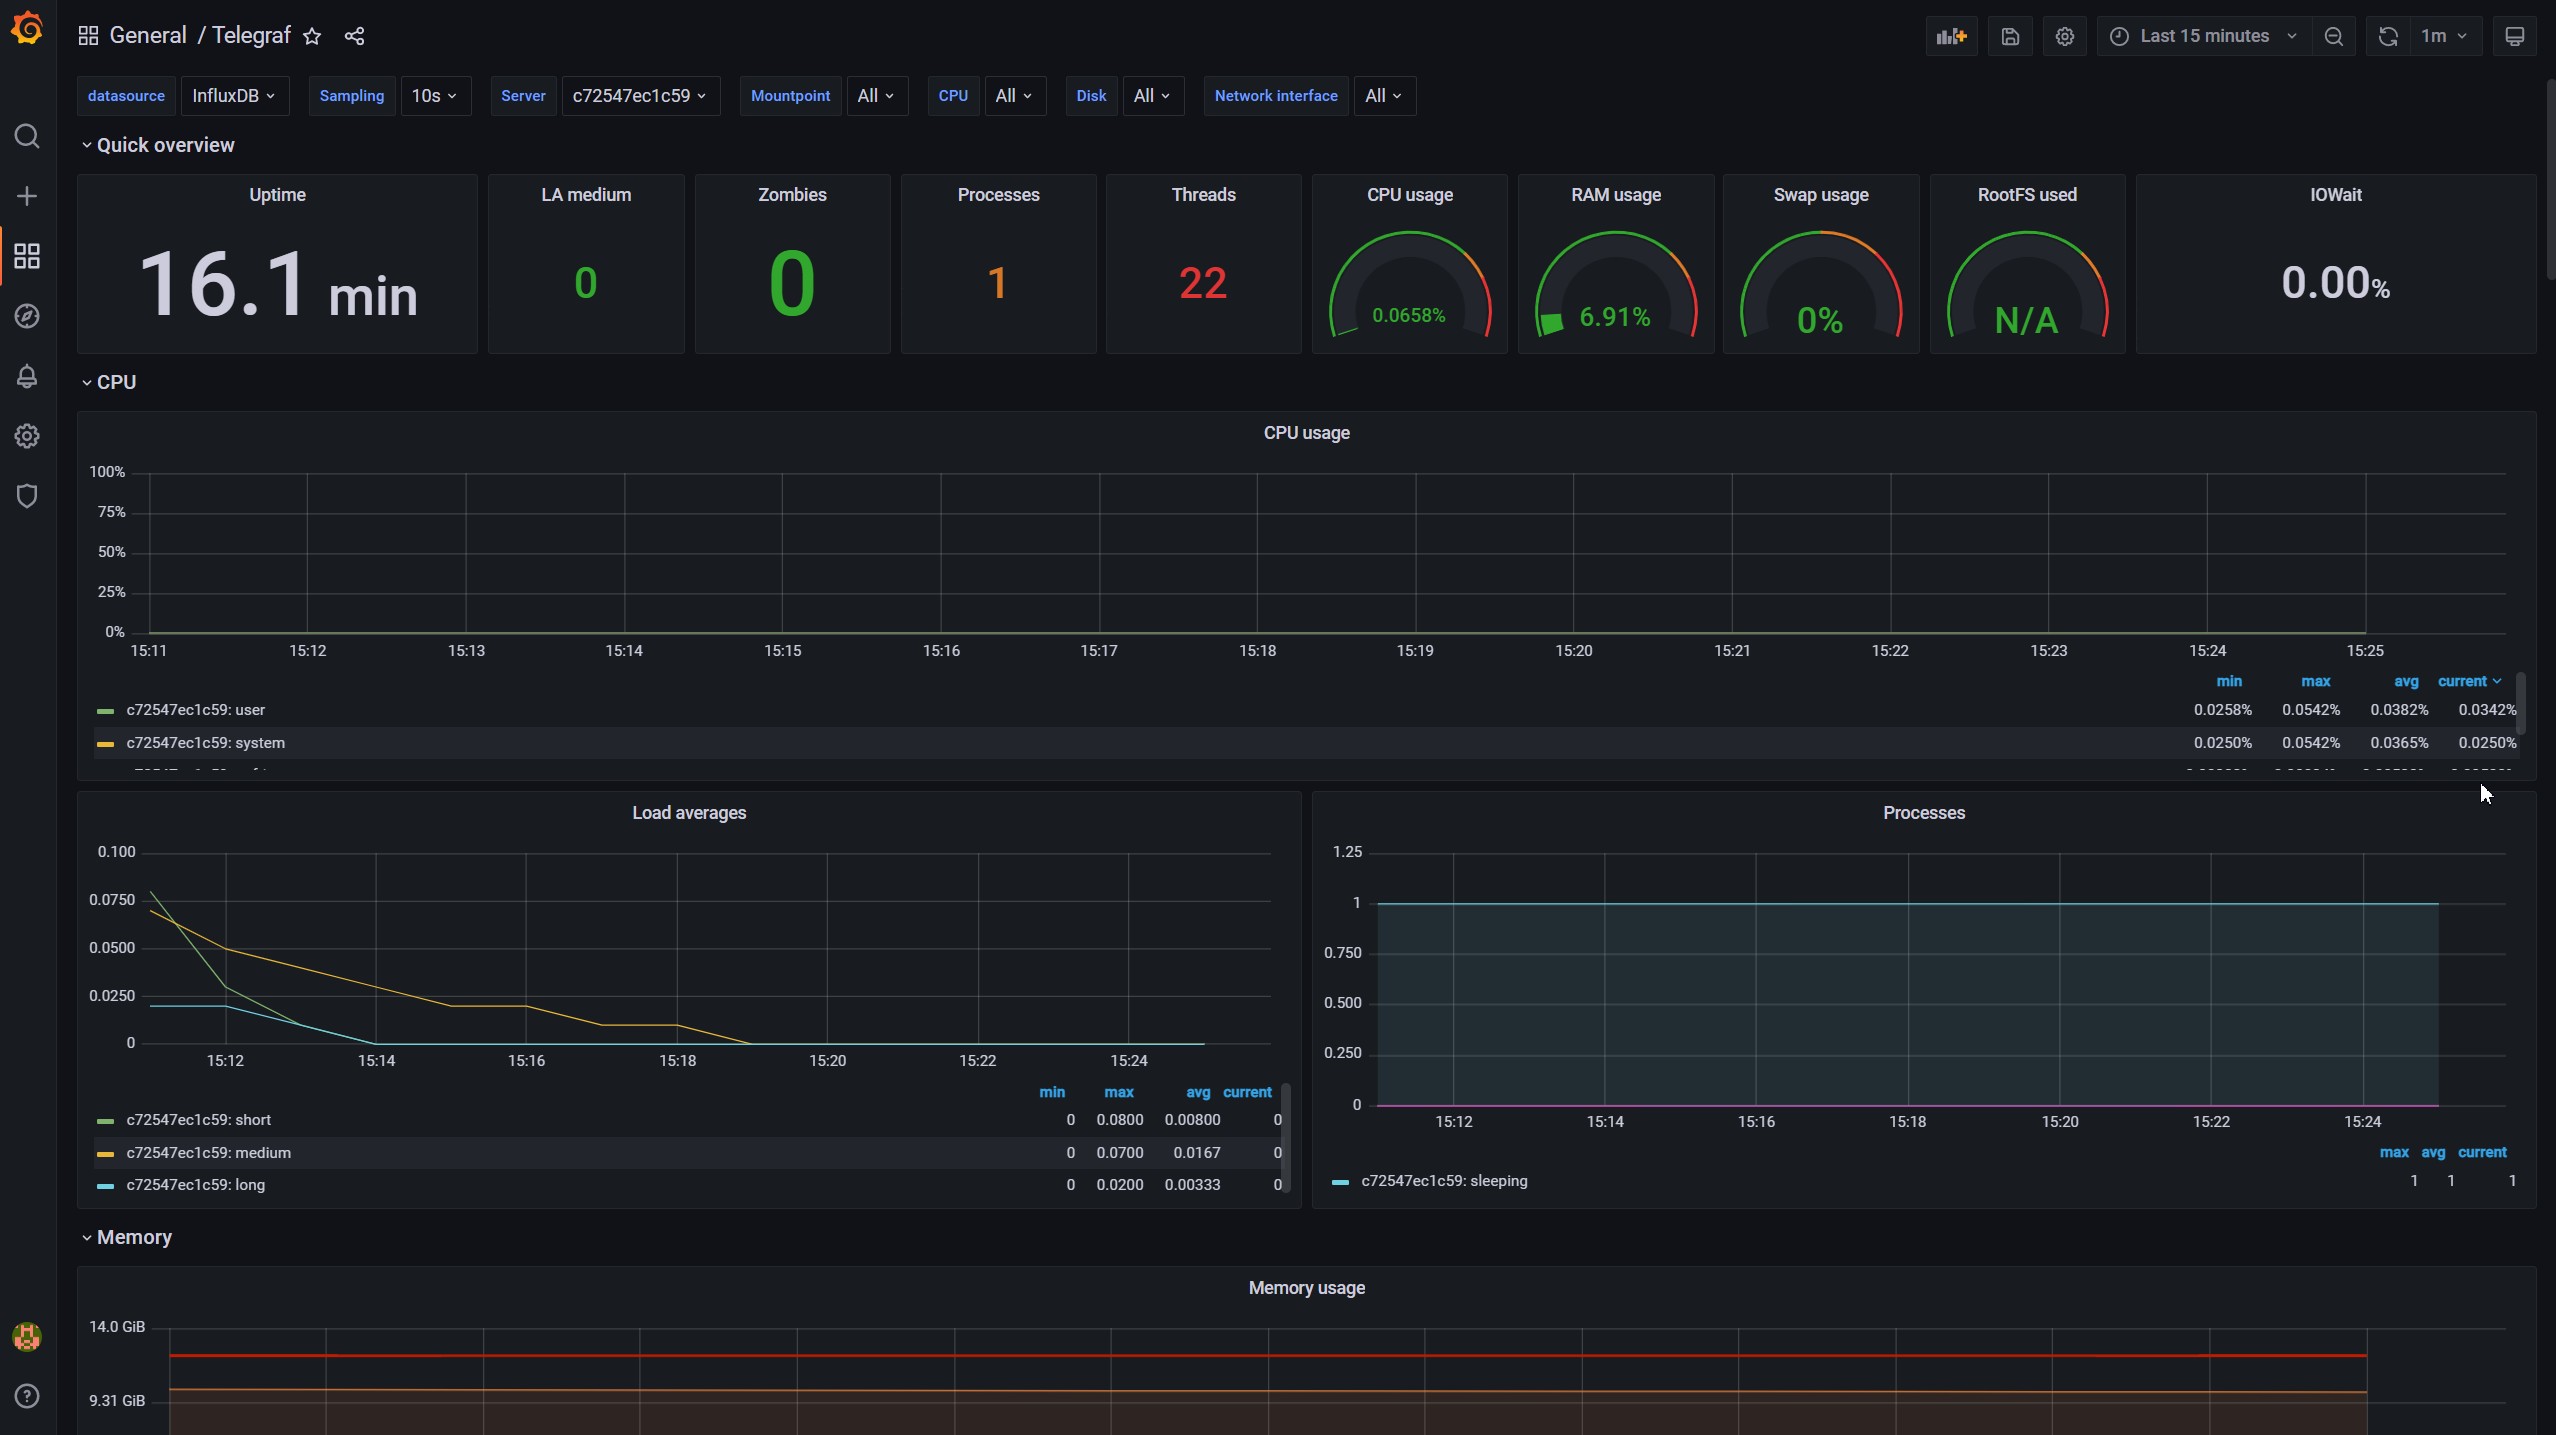 General / Telegraf
Last 15 minutes
1m
datasource InfluxDB Sampling 10s Server c72547ec1c59 Mountpoint All CPU All Disk All Network interface All
Quick overview
Uptime
16.1 min
LA medium
0
Zombies
0
Processes
1
Threads
22
CPU usage
0.0658%
RAM usage
6.91%
Swap usage
0%
RootFS used
N/A
IOWait
0.00%
CPU
CPU usage
100%
75%
50%
25%
0%
15:11 15:12 15:13 15:14 15:15 15:16 15:17 15:18 15:19 15:20 15:21 15:22 15:23 15:24 15:25
min max avg current
c72547ec1c59: user 0.0258% 0.0542% 0.0382% 0.0342%
c72547ec1c59: system 0.0250% 0.0542% 0.0365% 0.0250%
Load averages
0.100
0.0750
0.0500
0.0250
0
15:12 15:14 15:16 15:18 15:20 15:22 15:24
min max avg current
c72547ec1c59: short 0 0.0800 0.00800 0
c72547ec1c59: medium 0 0.0700 0.0167 0
c72547ec1c59: long 0 0.0200 0.00333 0
Processes
1.25
1
0.750
0.500
0.250
0
15:12 15:14 15:16 15:18 15:20 15:22 15:24
max avg current
c72547ec1c59: sleeping 1 1 1
Memory
Memory usage
14.0 GiB
9.31 GiB